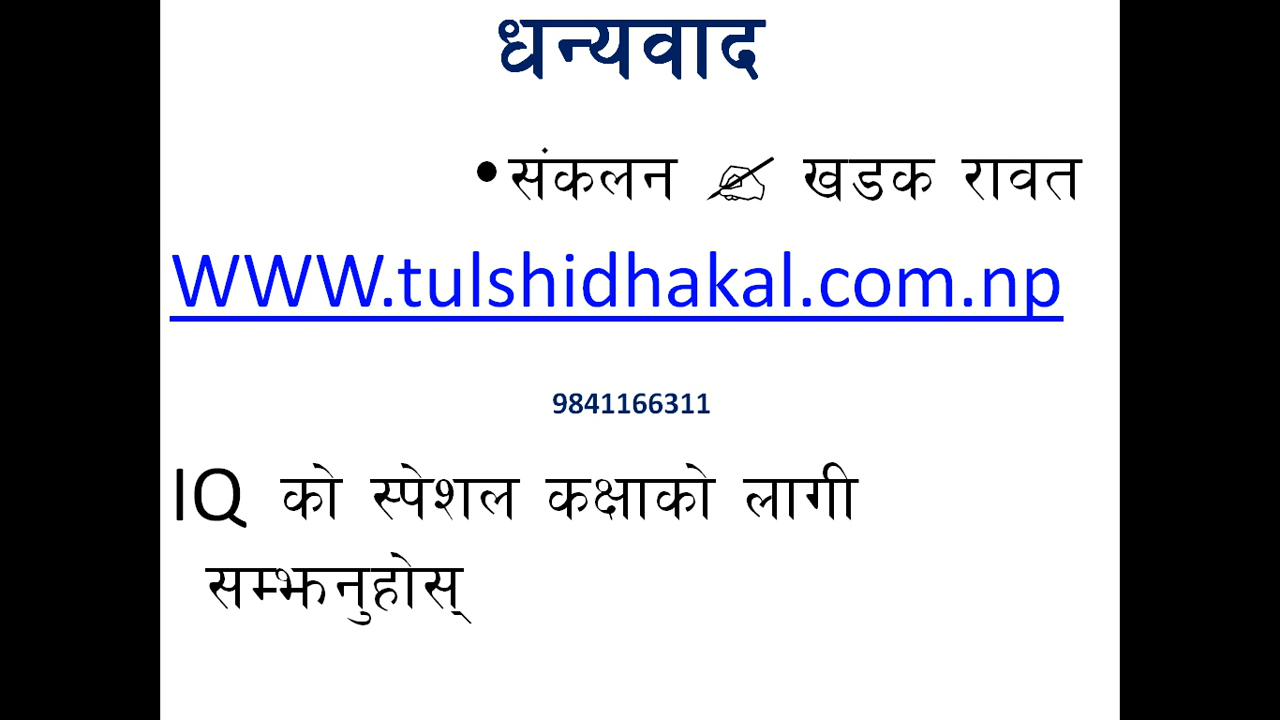 धन्यवाद
•संकलन ✍ खडक रावत
WWW.tulshidhakal.com.np
9841166311
IQ को स्पेशल कक्षाको लागी
सम्झनुहोस्